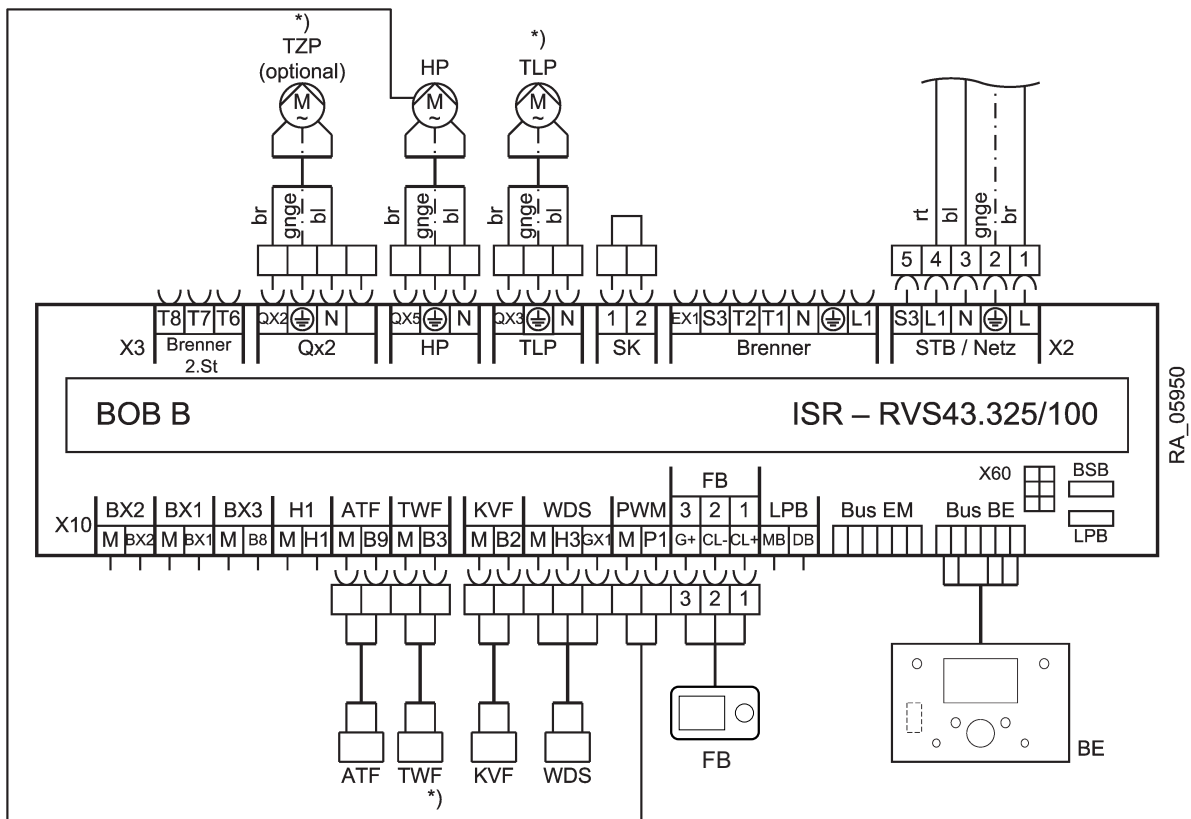 *)
TZP
(optional)
HP
*)
TLP
M
~
M
~
M
~
br
gnge
bl
br
gnge
bl
br
gnge
bl
rt
bl
gnge
br
5 4 3 2 1
T8 T7 T6
QX2 N
QX5 N
QX3 N
1 2
EX1 S3 T2 T1 N L1
S3 L1 N L
X3
Brenner
2.St
Qx2
HP
TLP
SK
Brenner
STB / Netz
X2
BOB B
ISR – RVS43.325/100
RA_05950
X60
BSB
LPB
X10
BX2 BX1 BX3 H1 ATF TWF KVF WDS PWM
FB
3 2 1
LPB
Bus EM
Bus BE
M BX2 M BX1 M B8 M H1 M B9 M B3 M B2 M H3 GX1 M P1 G+ CL- CL+ MB DB
3 2 1
ATF
TWF
*)
KVF
WDS
FB
BE